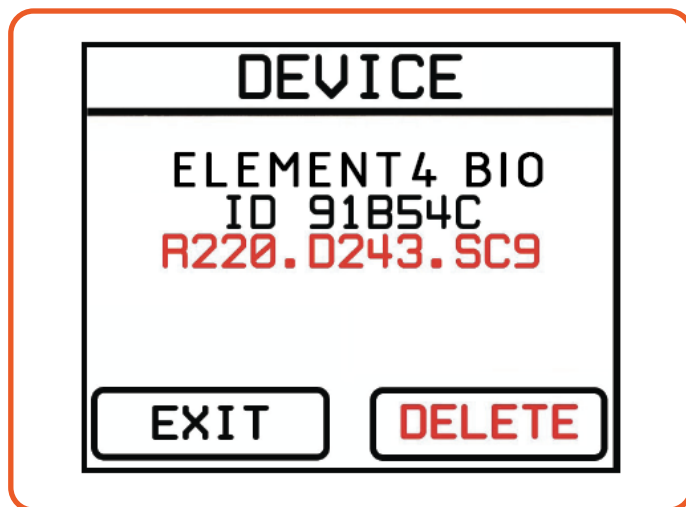 DEVICE
ELEMENT4 BIO
ID 91B54C
R220.D243.SC9
EXIT
DELETE